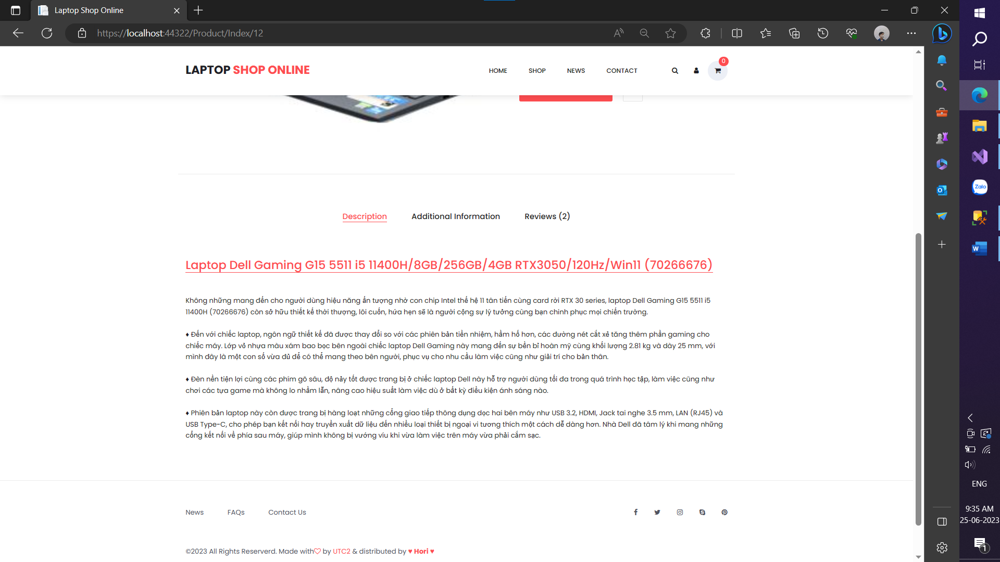 Laptop Shop Online
https://localhost:44322/Product/Index/12
LAPTOP SHOP ONLINE
HOME SHOP NEWS CONTACT 0
Description Additional Information Reviews (2)
Laptop Dell Gaming G15 5511 i5 11400H/8GB/256GB/4GB RTX3050/120Hz/Win11 (70266676)
Không những mang đến cho người dùng hiệu năng ấn tượng nhờ con chip Intel thế hệ 11 tân tiến cùng card rời RTX 30 series, laptop Dell Gaming G15 5511 i5
11400H (70266676) còn sở hữu thiết kế thời thượng, lôi cuốn, hứa hẹn sẽ là người cộng sự lý tưởng cùng bạn chinh phục mọi chiến trường.
♦ Đến với chiếc laptop, ngôn ngữ thiết kế đã được thay đổi so với các phiên bản tiền nhiệm, hầm hố hơn, các đường nét cắt xẻ tăng thêm phần gaming cho
chiếc máy. Lớp vỏ nhựa màu xám bao bọc bên ngoài chiếc laptop Dell Gaming này mang đến sự bền bỉ hoàn mỹ cùng khối lượng 2.81 kg và dày 25 mm, với
mình đây là một con số vừa đủ để có thể mang theo bên người, phục vụ cho nhu cầu làm việc cũng như giải trí cho bản thân.
♦ Đèn nền tiện lợi cùng các phím gõ sâu, độ nảy tốt được trang bị ở chiếc laptop Dell này hỗ trợ người dùng tối đa trong quá trình học tập, làm việc cũng như
chơi các tựa game mà không lo nhầm lẫn, nâng cao hiệu suất làm việc dù ở bất kỳ điều kiện ánh sáng nào.
♦ Phiên bản laptop này còn được trang bị hàng loạt những cổng giao tiếp thông dụng dọc hai bên máy như USB 3.2, HDMI, Jack tai nghe 3.5 mm, LAN (RJ45) và
USB Type-C, cho phép bạn kết nối hay truyền xuất dữ liệu đến nhiều loại thiết bị ngoại vi tương thích một cách dễ dàng hơn. Nhà Dell đã tâm lý khi mang những
cổng kết nối về phía sau máy, giúp mình không bị vướng víu khi vừa làm việc trên máy vừa phải cắm sạc.
News FAQs Contact Us
©2023 All Rights Reserverd. Made with♡ by UTC2 & distributed by ♥ Hori ♥
Zalo
ENG
9:35 AM
25-06-2023
1